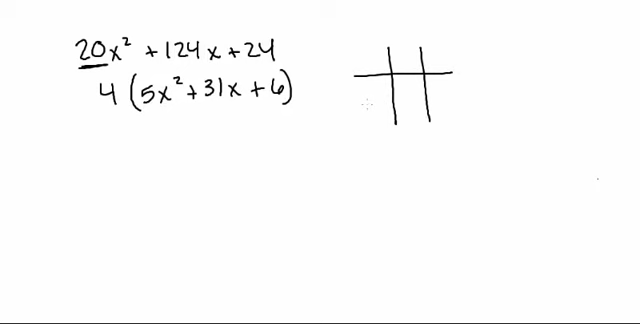 20x² + 124x + 24
4 (5x² + 31x + 6)